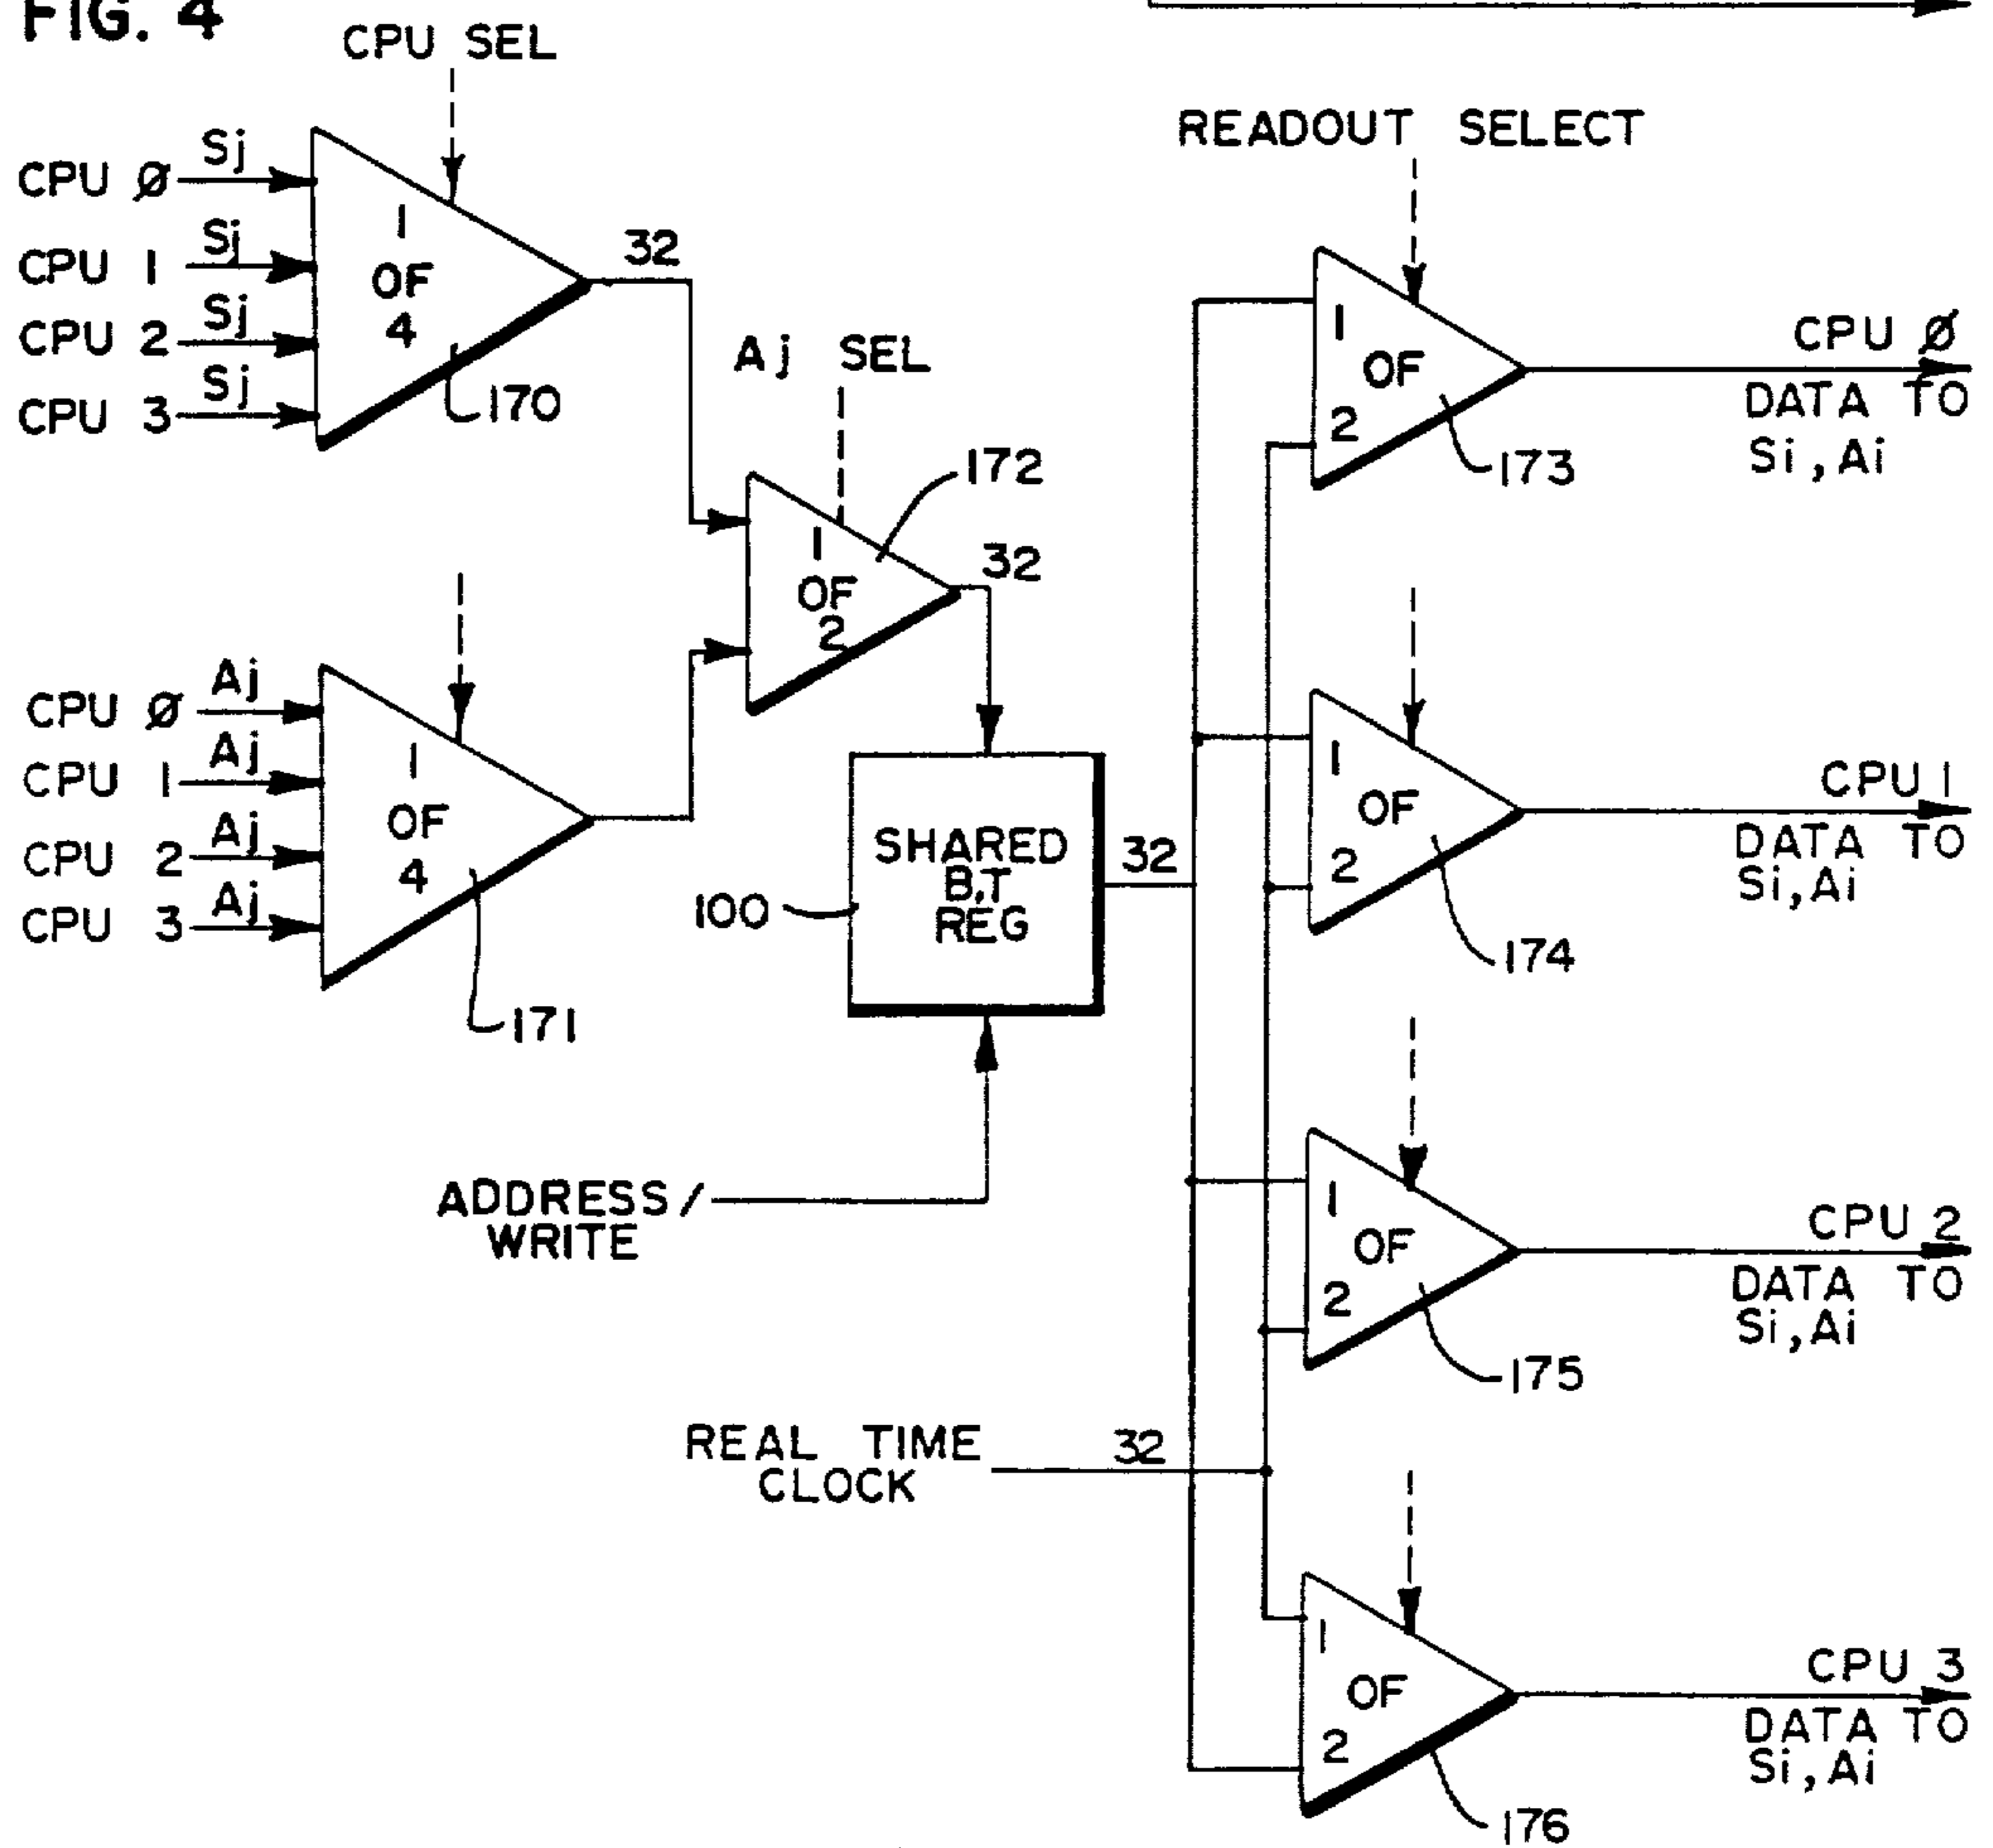 FIG. 4
CPU SEL
CPU Ø Sj
CPU 1 Sj
CPU 2 Sj
CPU 3 Sj
1
OF
4
170
32
Aj SEL
172
1
OF
2
32
CPU Ø Aj
CPU 1 Aj
CPU 2 Aj
CPU 3 Aj
1
OF
4
171
SHARED
B,T
REG
100
32
ADDRESS/
WRITE
REAL TIME
CLOCK
32
READOUT SELECT
1
OF
2
173
CPU Ø
DATA TO
Si, Ai
1
OF
2
174
CPU 1
DATA TO
Si, Ai
1
OF
2
175
CPU 2
DATA TO
Si, Ai
1
OF
2
176
CPU 3
DATA TO
Si, Ai